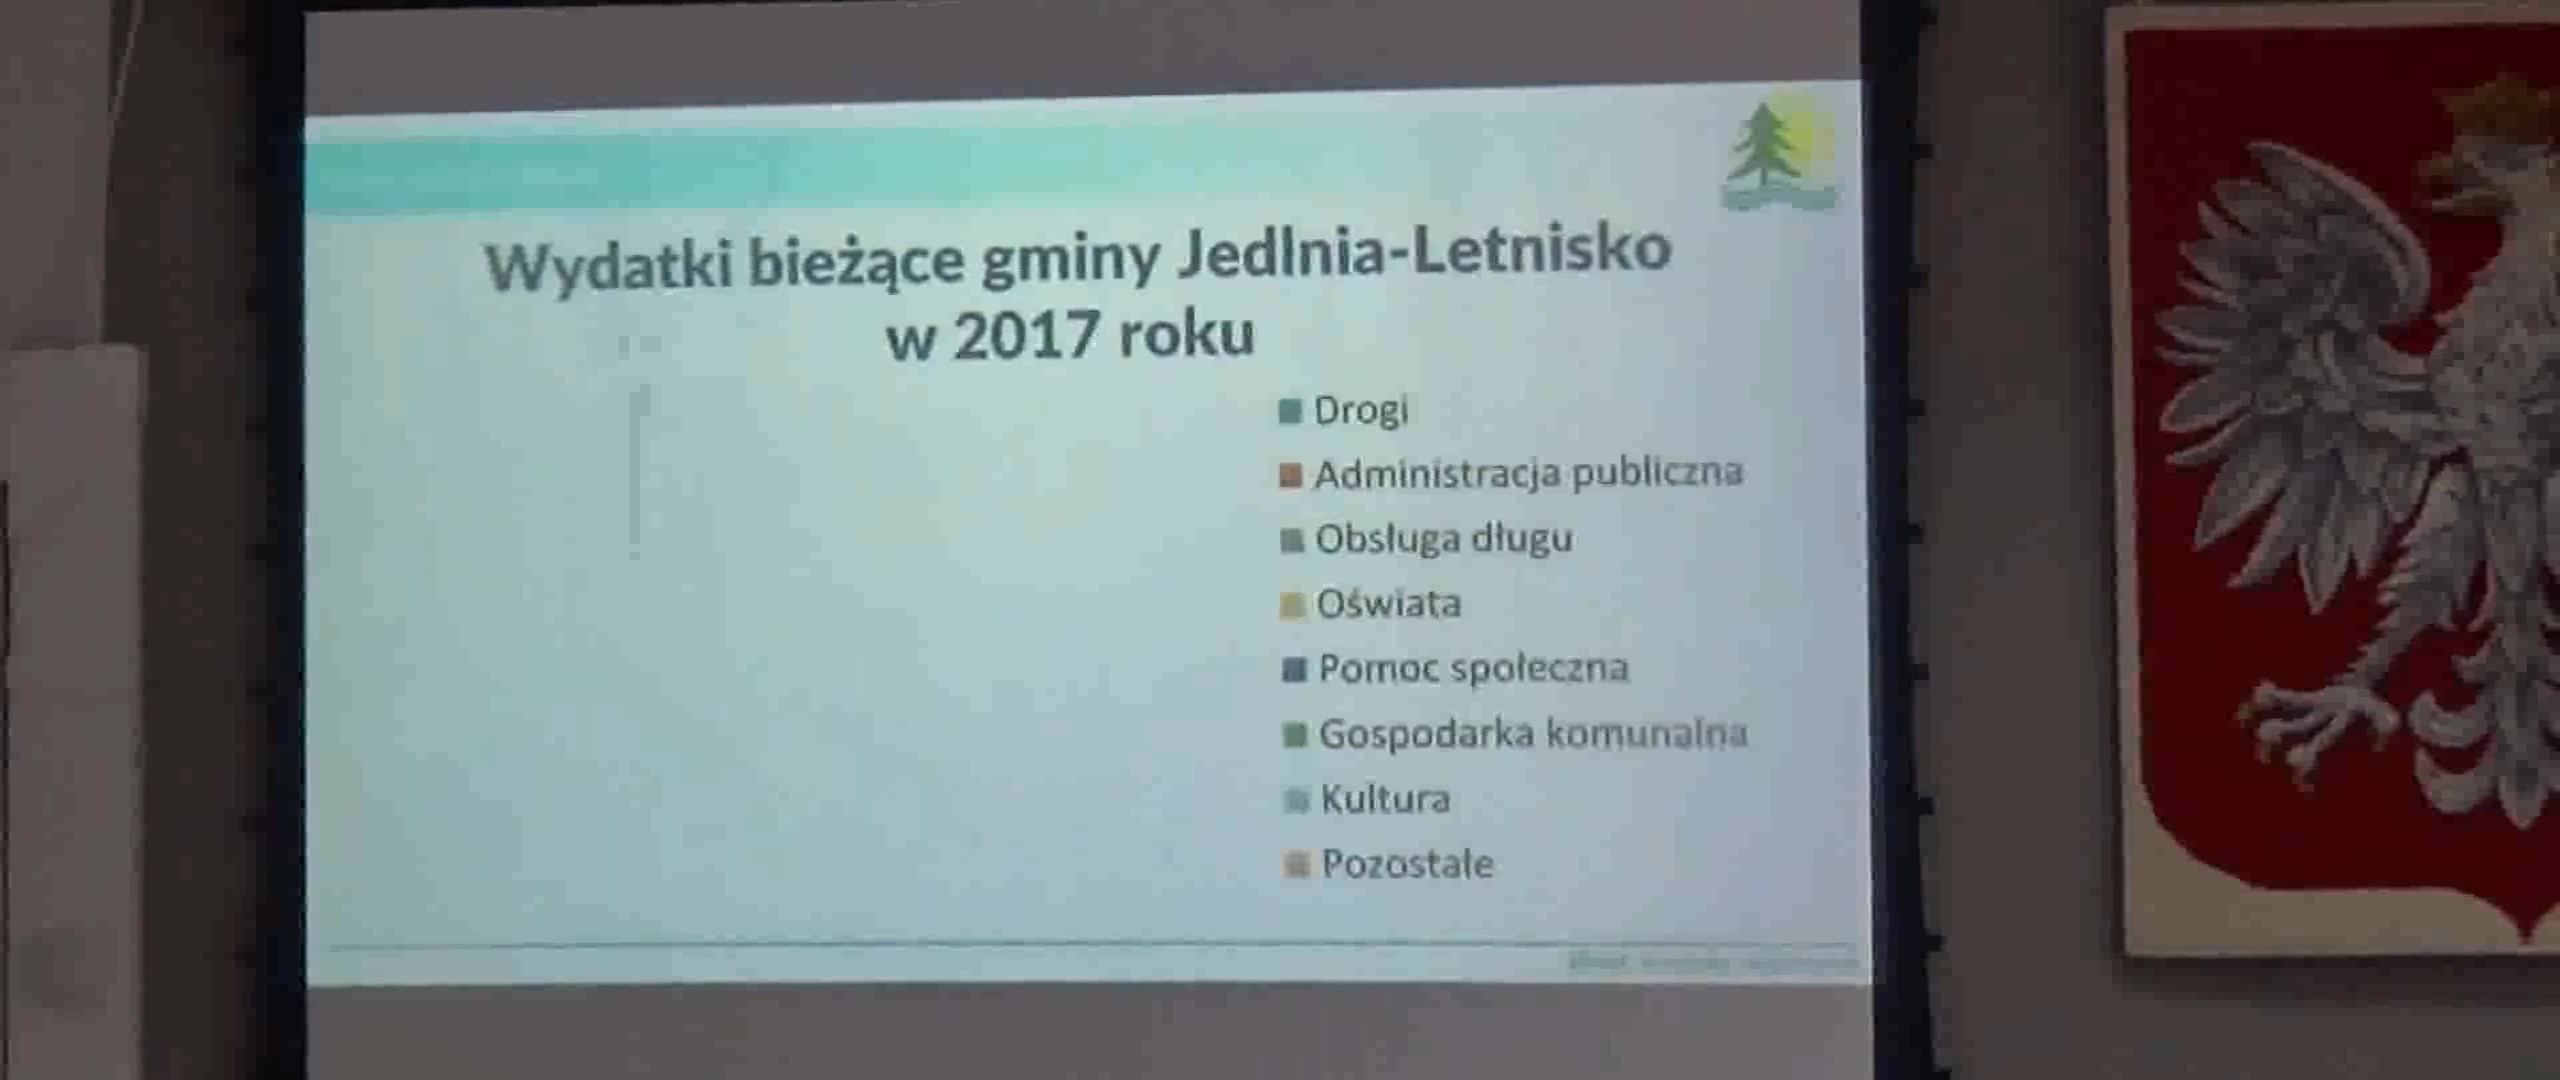 Wydatki bieżące gminy Jedlnia-Letnisko
w 2017 roku
Drogi
Administracja publiczna
Obsługa długu
Oświata
Pomoc społeczna
Gospodarka komunalna
Kultura
Pozostałe